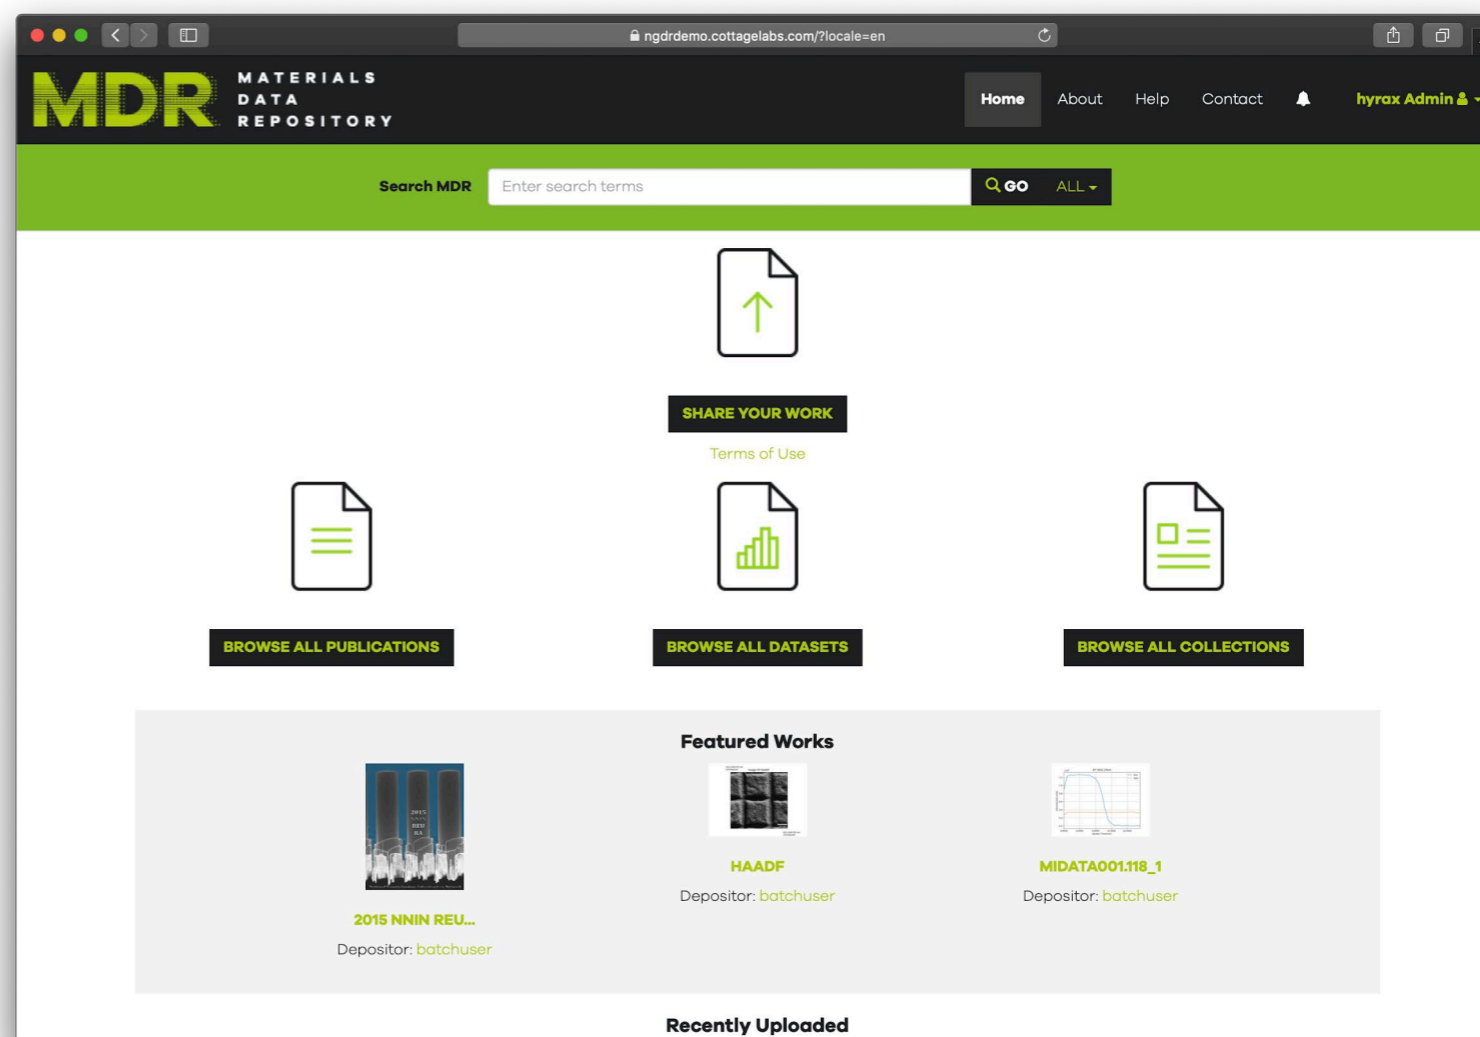 ngdrdemo.cottagelabs.com/?locale=en
MDR
MATERIALS
DATA
REPOSITORY
Home About Help Contact hyrax Admin
Search MDR Enter search terms GO ALL
SHARE YOUR WORK
Terms of Use
BROWSE ALL PUBLICATIONS BROWSE ALL DATASETS BROWSE ALL COLLECTIONS
Featured Works
2015
HAADF MIDATA001.118_1
Depositor: batchuser Depositor: batchuser
2015 NNIN REU...
Depositor: batchuser
Recently Uploaded